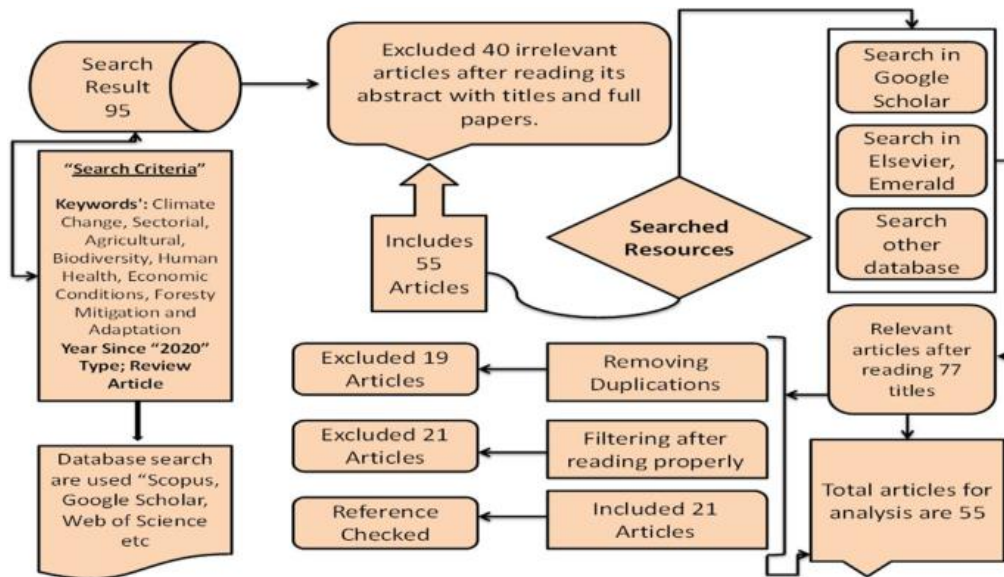 Search
Result
95
Excluded 40 irrelevant
articles after reading its
abstract with titles and full
papers.
Search in
Google
Scholar
Search in
Elsevier,
Emerald
Search
other
database
"Search Criteria"
Keywords': Climate
Change, Sectorial,
Agricultural,
Biodiversity, Human
Health, Economic
Conditions, Foresty
Mitigation and
Adaptation
Year Since "2020"
Type; Review
Article
Includes
55
Articles
Searched
Resources
Relevant
articles after
reading 77
titles
Excluded 19
Articles
Removing
Duplications
Excluded 21
Articles
Filtering after
reading properly
Reference
Checked
Included 21
Articles
Total articles for
analysis are 55
Database search
are used "Scopus,
Google Scholar,
Web of Science
etc